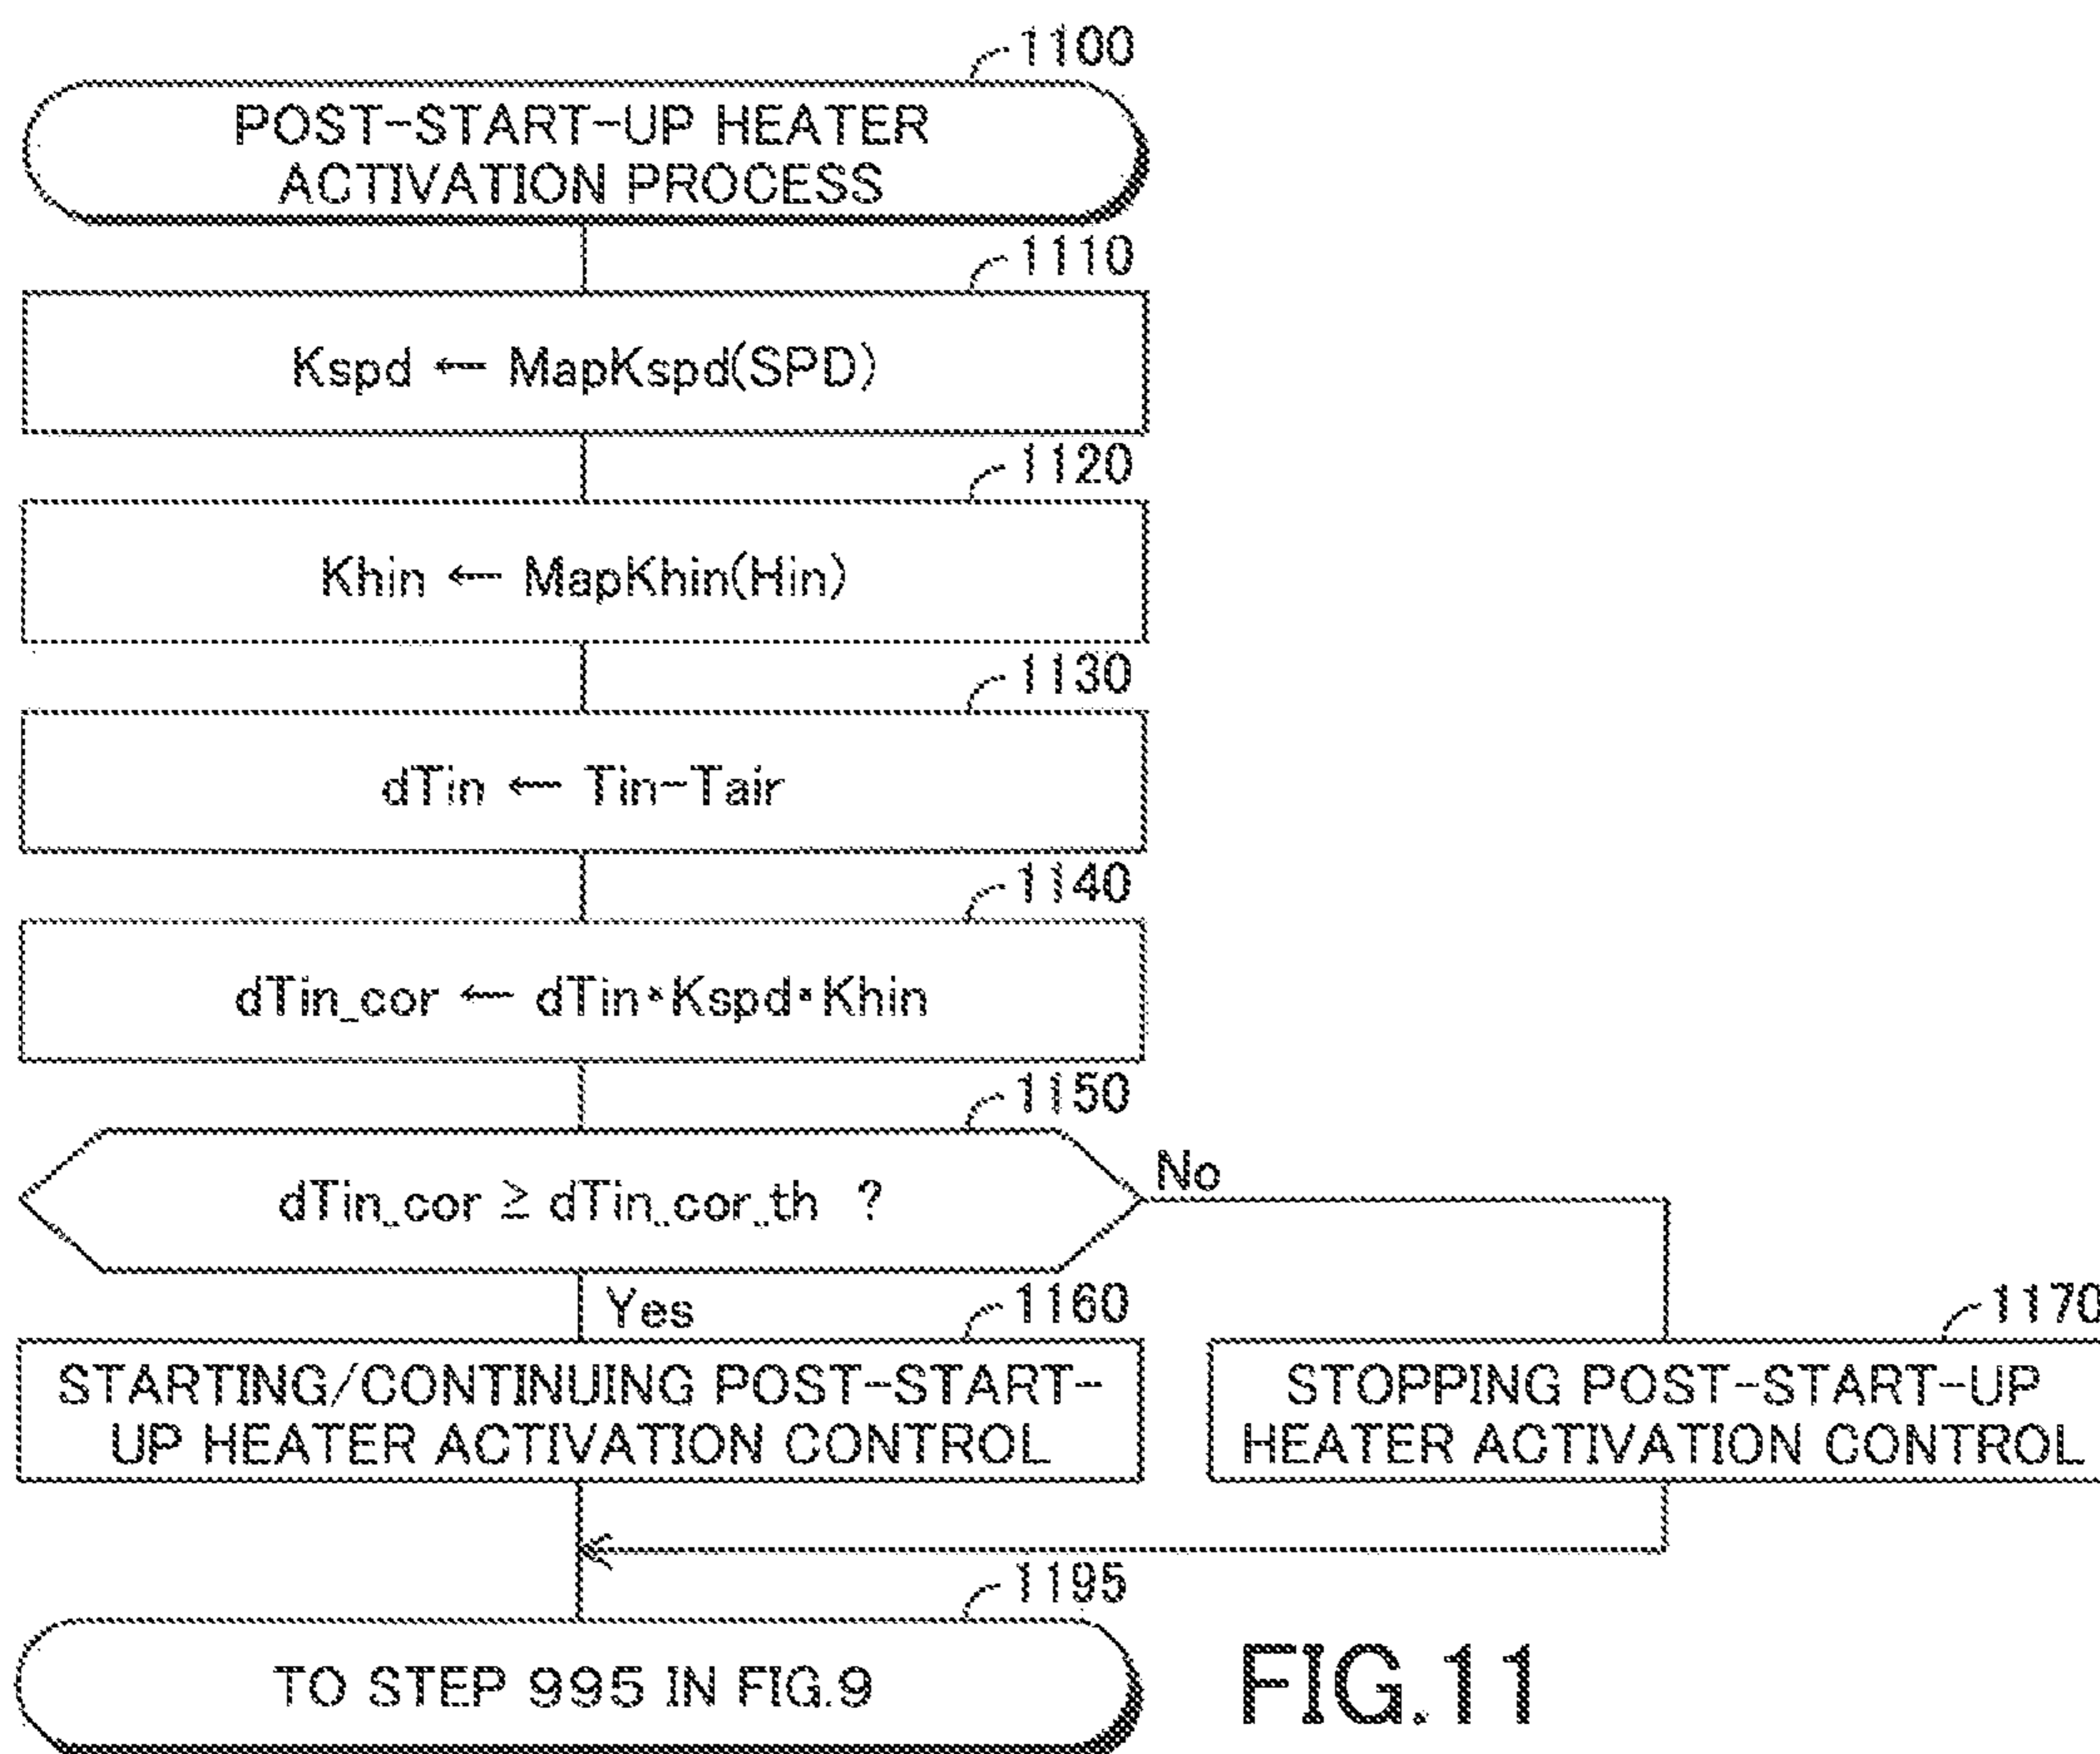 1100
POST-START-UP HEATER
ACTIVATION PROCESS
1110
Kspd ← MapKspd(SPD)
1120
Khin ← MapKhin(Hin)
1130
dTin ← Tin-Tair
1140
dTin_cor ← dTin・Kspd・Khin
1150
dTin_cor ≧ dTin_cor_th ?
No
Yes
1160
STARTING/CONTINUING POST-START-
UP HEATER ACTIVATION CONTROL
1170
STOPPING POST-START-UP
HEATER ACTIVATION CONTROL
1195
TO STEP 995 IN FIG.9
FIG.11